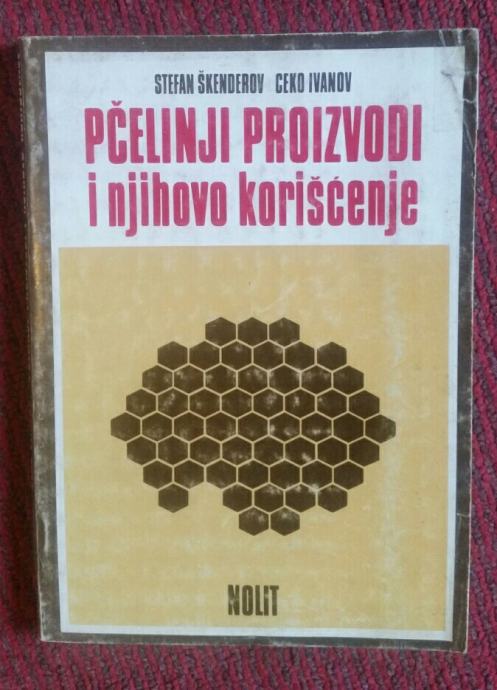 STEFAN ŠKENDEROV CEKO IVANOV
PČELINJI PROIZVODI
i njihovo korišćenje
NOLIT